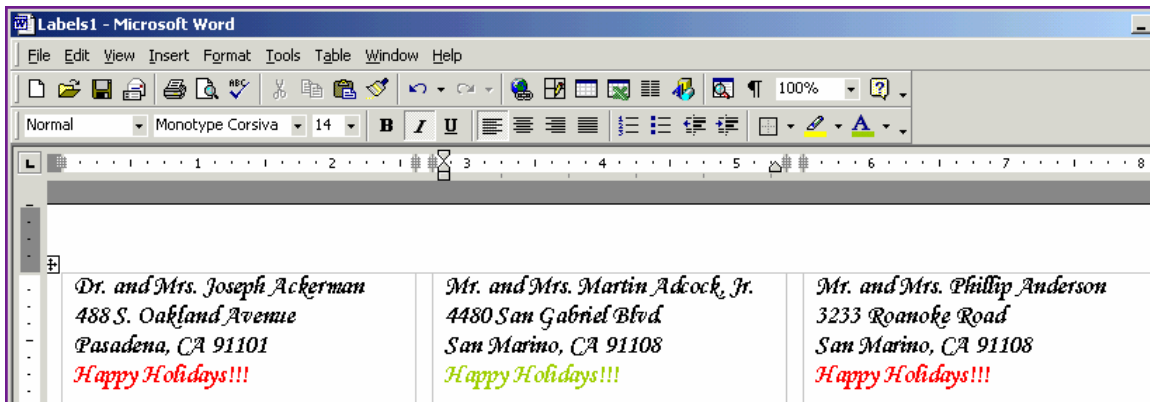 Labels1 - Microsoft Word
File Edit View Insert Format Tools Table Window Help
ABC 100%
Normal Monotype Corsiva 14 B I U A
L 1 2 3 4 5 6 7 8
Dr. and Mrs. Joseph Ackerman
488 S. Oakland Avenue
Pasadena, CA 91101
Happy Holidays!!!
Mr. and Mrs. Martin Adcock, Jr.
4480 San Gabriel Blvd.
San Marino, CA 91108
Happy Holidays!!!
Mr. and Mrs. Phillip Anderson
3233 Roanoke Road
San Marino, CA 91108
Happy Holidays!!!